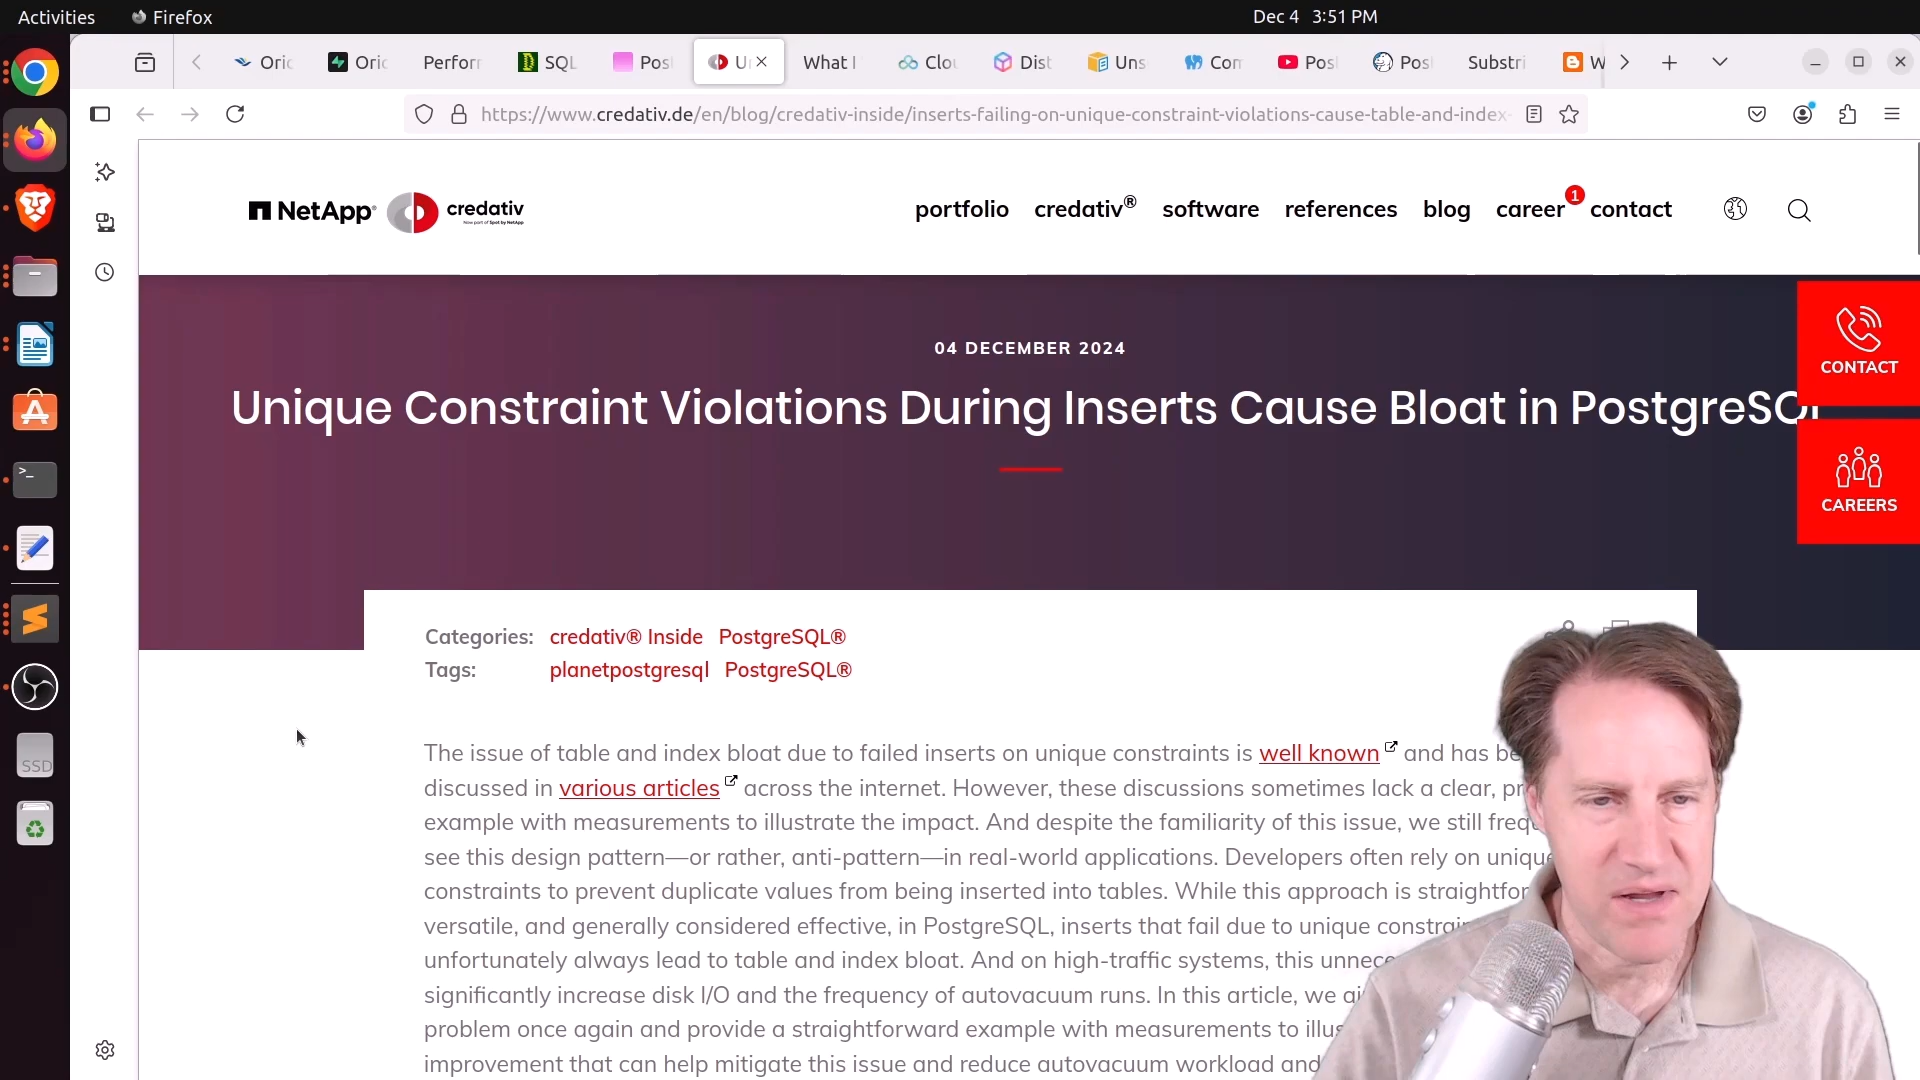 Activities
Firefox
Dec 4 3:51 PM
Ori
Ori
Perform
SQL
Pos
U
What I
Clou
Dist
Uns
Com
Post
Post
Substri
W
https://www.credativ.de/en/blog/credativ-inside/inserts-failing-on-unique-constraint-violations-cause-table-and-index-
NetApp
credativ
portfolio
credativ®
software
references
blog
career
1
contact
CONTACT
CAREERS
04 DECEMBER 2024
Unique Constraint Violations During Inserts Cause Bloat in PostgreSQL
Categories: credativ® Inside PostgreSQL®
Tags: planetpostgresql PostgreSQL®
The issue of table and index bloat due to failed inserts on unique constraints is well known and has be
discussed in various articles across the internet. However, these discussions sometimes lack a clear, pr
example with measurements to illustrate the impact. And despite the familiarity of this issue, we still frequ
see this design pattern—or rather, anti-pattern—in real-world applications. Developers often rely on unique
constraints to prevent duplicate values from being inserted into tables. While this approach is straightfor
versatile, and generally considered effective, in PostgreSQL, inserts that fail due to unique constrai
unfortunately always lead to table and index bloat. And on high-traffic systems, this unnece
significantly increase disk I/O and the frequency of autovacuum runs. In this article, we ai
problem once again and provide a straightforward example with measurements to illus
improvement that can help mitigate this issue and reduce autovacuum workload and
SSD